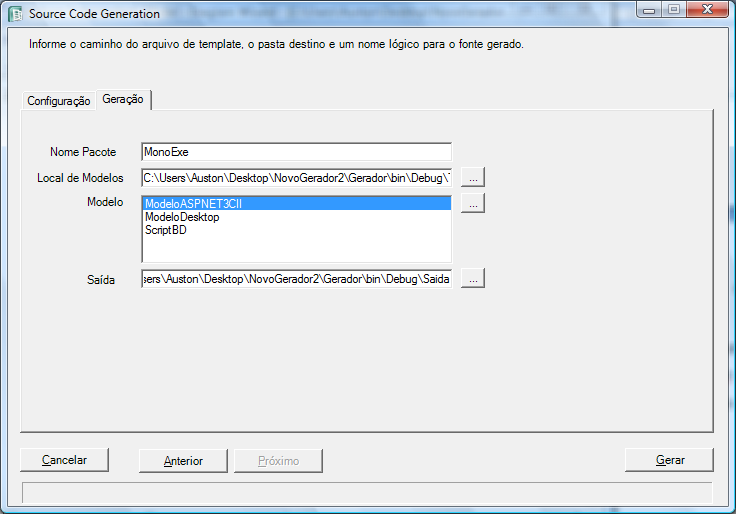 Source Code Generation
Informe o caminho do arquivo de template, o pasta destino e um nome lógico para o fonte gerado.
Configuração Geração
Nome Pacote MonoExe
Local de Modelos C:\Users\Auston\Desktop\NovoGerador2\Gerador\bin\Debug\ ...
Modelo ModeloASPNET3CII ...
ModeloDesktop
ScriptBD
Saída sers\Auston\Desktop\NovoGerador2\Gerador\bin\Debug\Saida ...
Cancelar Anterior Próximo Gerar